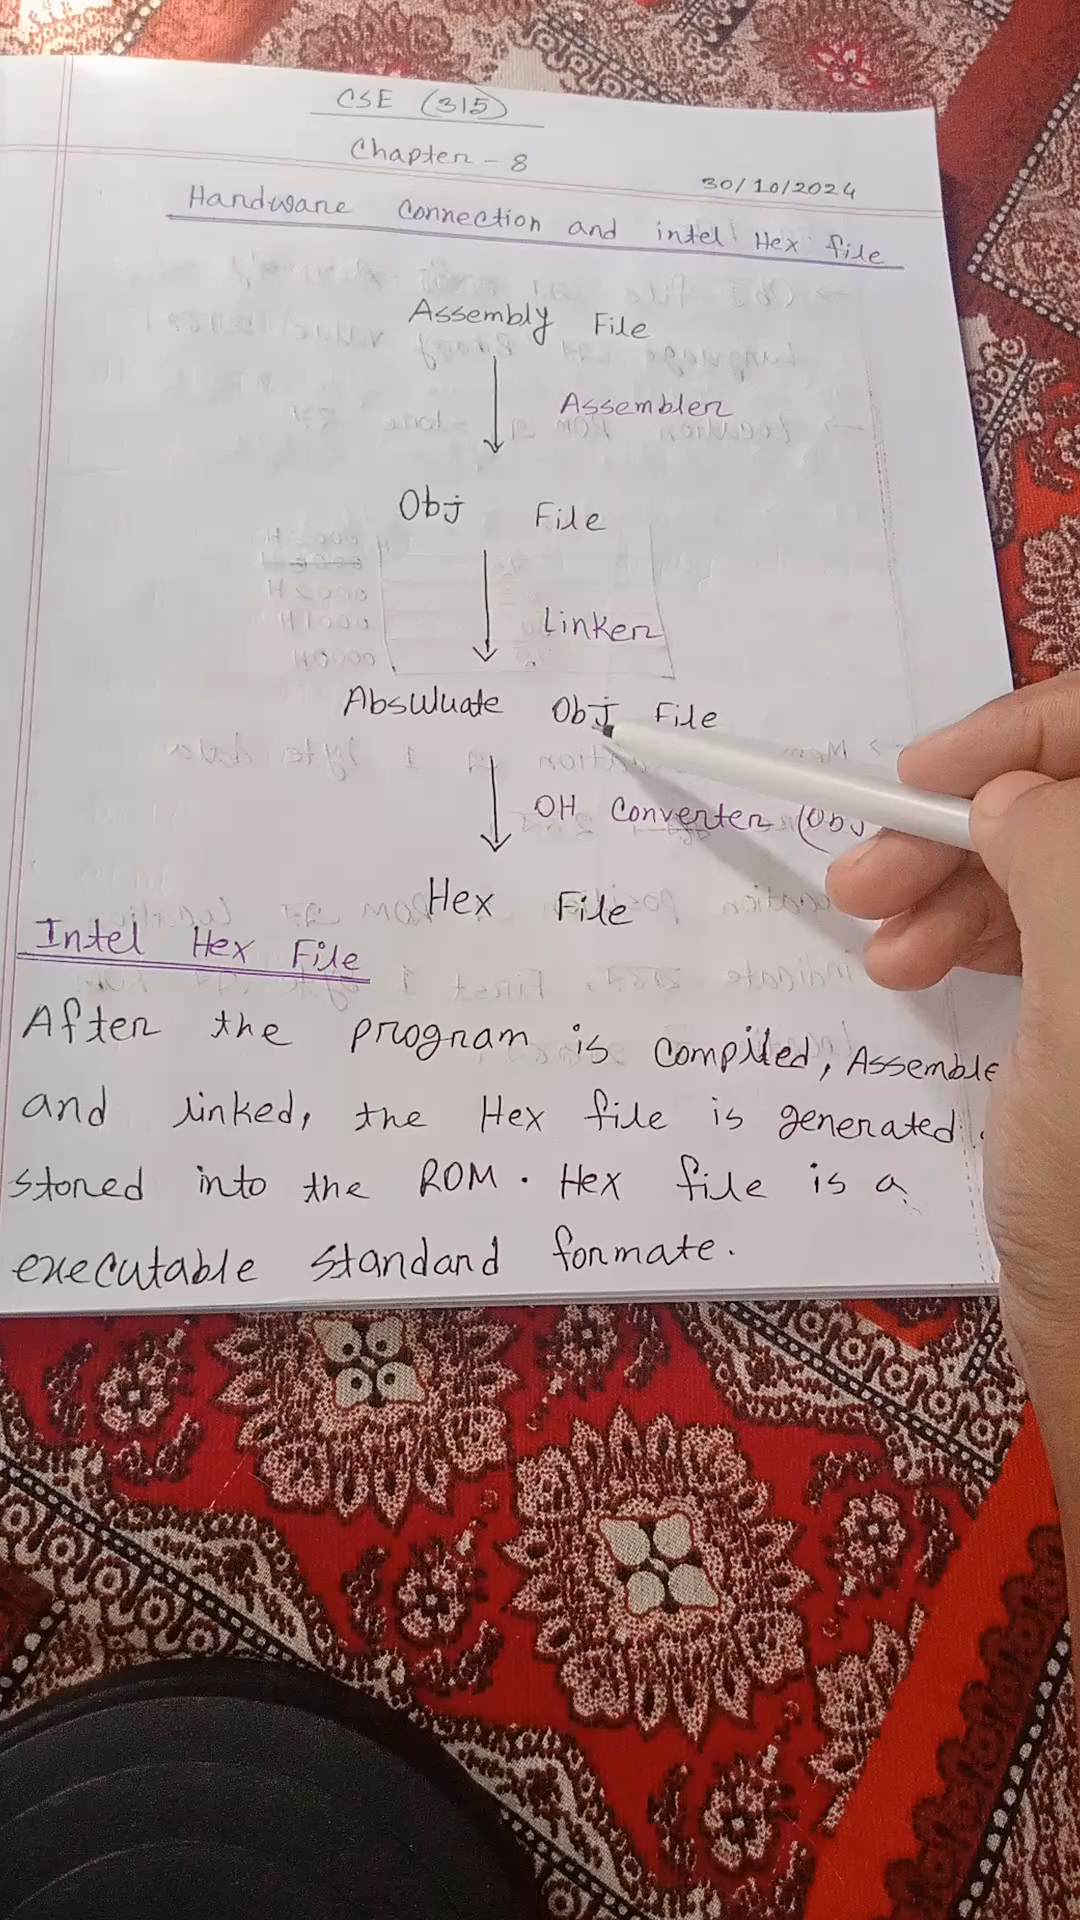 CSE (315)
Chapter - 8
30/10/2024
Hardware Connection and intel Hex file
Assembly File
Assembler
Obj File
Linker
Abswluate Obj File
OH Converter (Obj
Hex File
Intel Hex File
After the program is compiled, Assemble
and linked, the Hex file is generated
stored into the ROM. Hex file is a
executable standard formate.